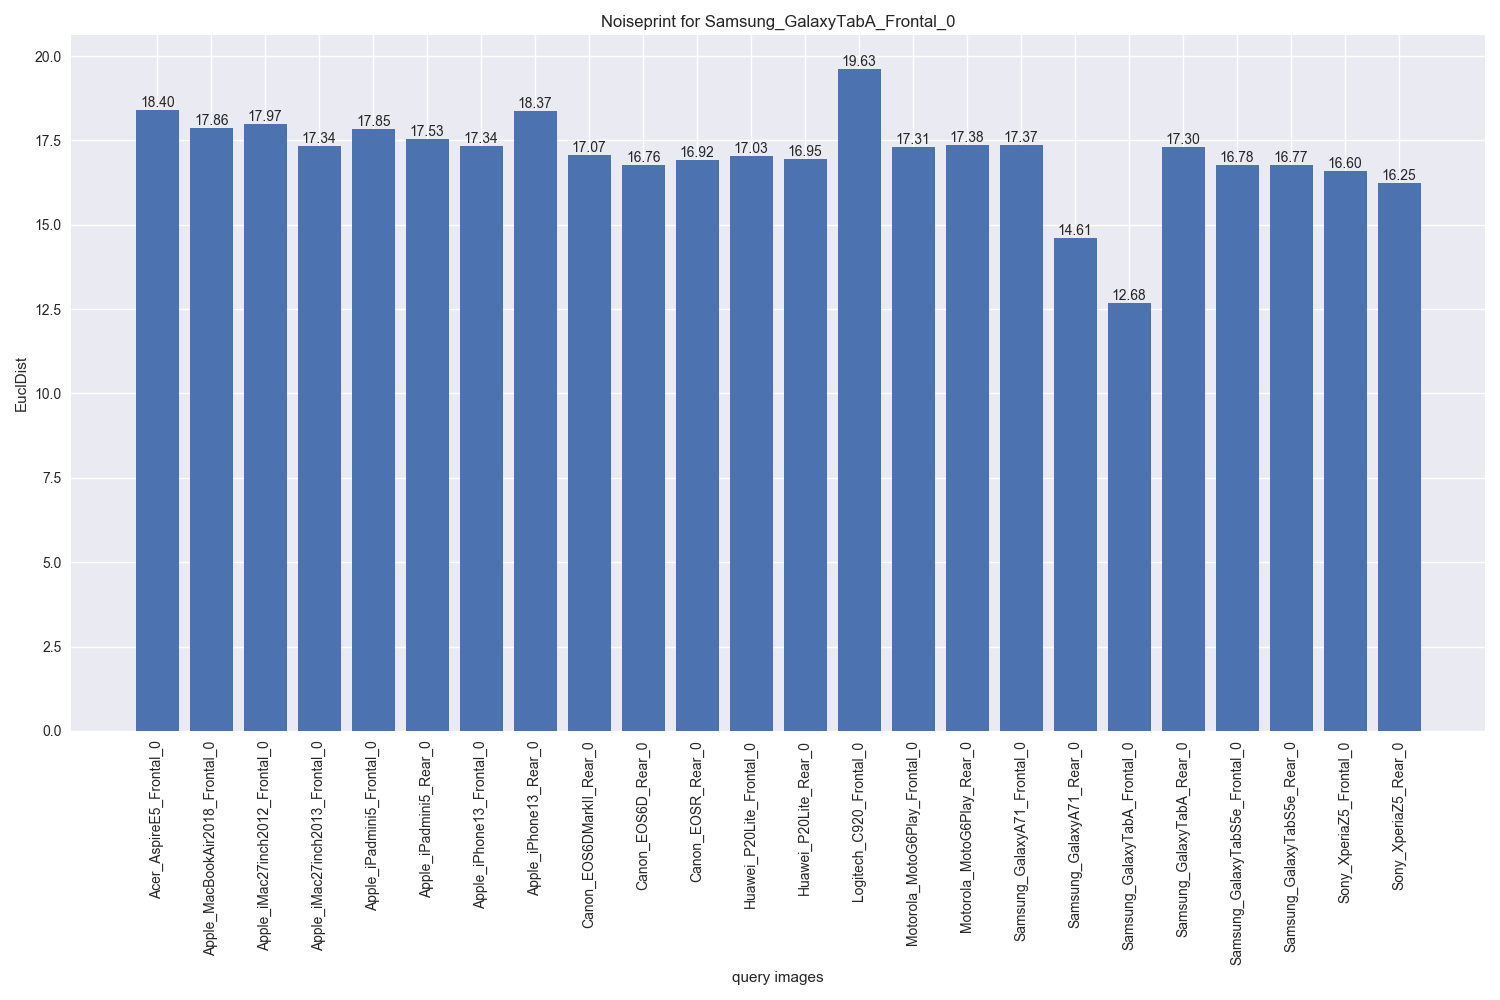 Noiseprint for Samsung_GalaxyTabA_Frontal_0
EuclDist
20.0
17.5
15.0
12.5
10.0
7.5
5.0
2.5
0.0
18.40
17.86
17.97
17.34
17.85
17.53
17.34
18.37
17.07
16.76
16.92
17.03
16.95
19.63
17.31
17.38
17.37
14.61
12.68
17.30
16.78
16.77
16.60
16.25
Acer_AspireE5_Frontal_0
Apple_MacBookAir2018_Frontal_0
Apple_iMac27inch2012_Frontal_0
Apple_iMac27inch2013_Frontal_0
Apple_iPadmini5_Frontal_0
Apple_iPadmini5_Rear_0
Apple_iPhone13_Frontal_0
Apple_iPhone13_Rear_0
Canon_EOS6DMarkII_Rear_0
Canon_EOS6D_Rear_0
Canon_EOSR_Rear_0
Huawei_P20Lite_Frontal_0
Huawei_P20Lite_Rear_0
Logitech_C920_Frontal_0
Motorola_MotoG6Play_Frontal_0
Motorola_MotoG6Play_Rear_0
Samsung_GalaxyA71_Frontal_0
Samsung_GalaxyA71_Rear_0
Samsung_GalaxyTabA_Frontal_0
Samsung_GalaxyTabA_Rear_0
Samsung_GalaxyTabS5e_Frontal_0
Samsung_GalaxyTabS5e_Rear_0
Sony_XperiaZ5_Frontal_0
Sony_XperiaZ5_Rear_0
query images